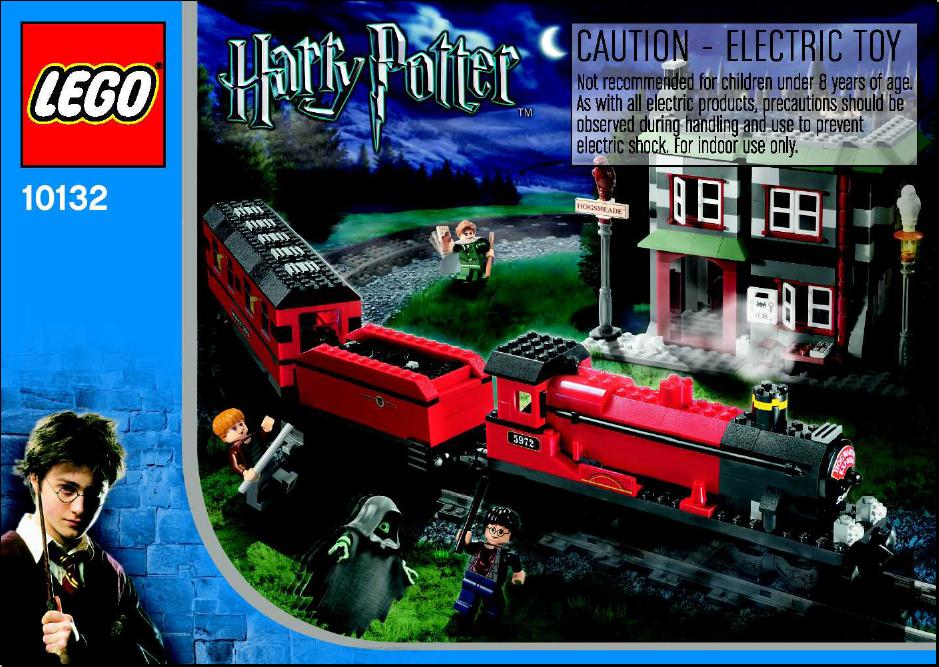 LEGO®
10132
Harry Potter™
CAUTION - ELECTRIC TOY
Not recommended for children under 8 years of age.
As with all electric products, precautions should be
observed during handling and use to prevent
electric shock. For indoor use only.
HOGSMEADE
5972